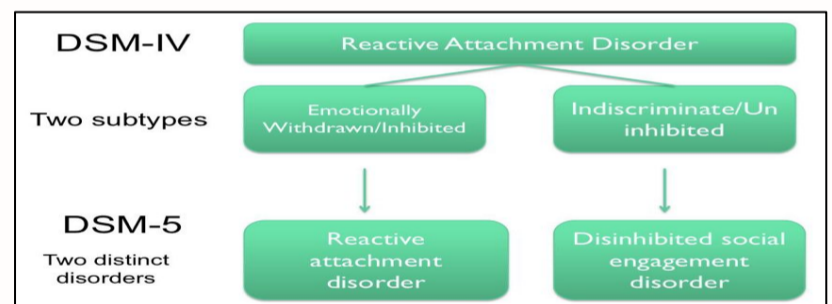 DSM-IV
Reactive Attachment Disorder
Two subtypes
Emotionally
Withdrawn/Inhibited
Indiscriminate/Un
inhibited
DSM-5
Two distinct
disorders
Reactive
attachment
disorder
Disinhibited social
engagement
disorder